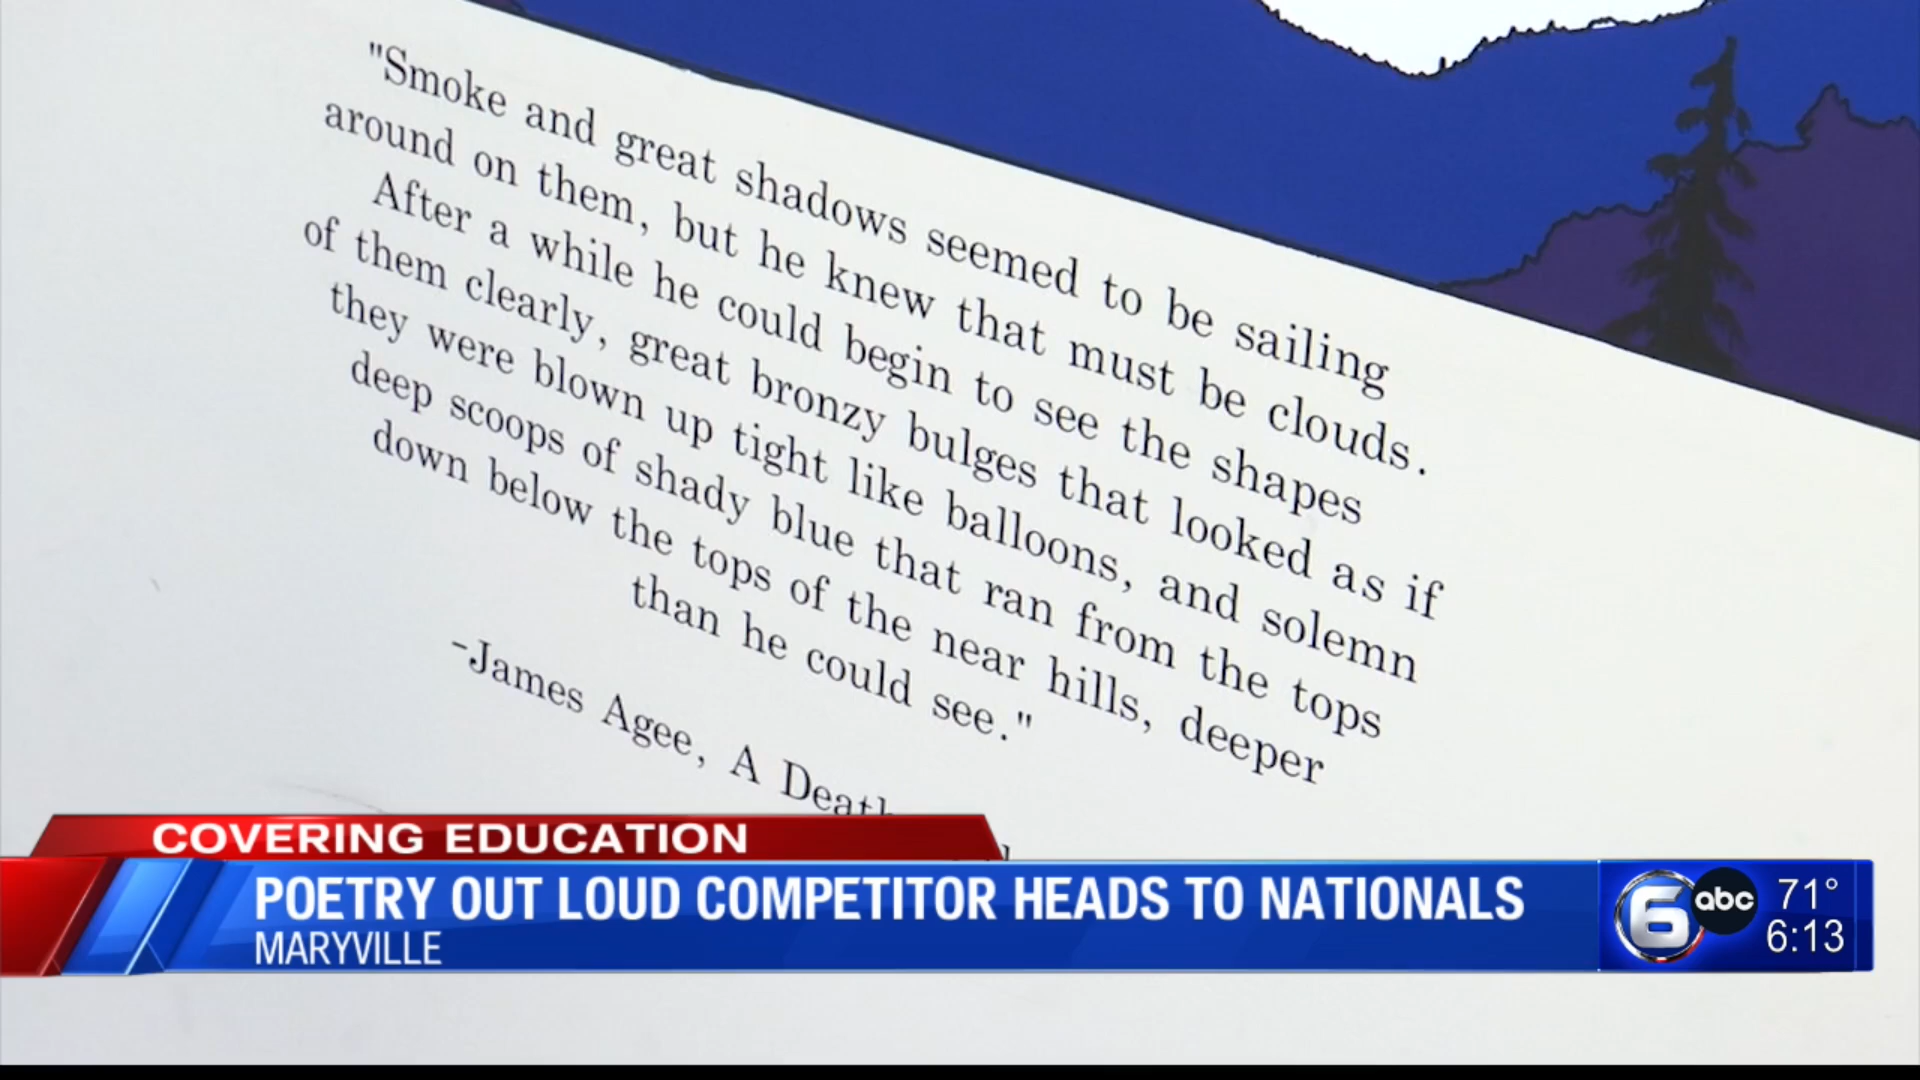 "Smoke and great shadows seemed to be sailing
around on them, but he knew that must be clouds.
After a while he could begin to see the shapes
of them clearly, great bronzy bulges that looked as if
they were blown up tight like balloons, and solemn
deep scoops of shady blue that ran from the tops
down below the tops of the near hills, deeper
than he could see."
-James Agee, A Death
COVERING EDUCATION
POETRY OUT LOUD COMPETITOR HEADS TO NATIONALS
MARYVILLE
6 abc 71°
6:13